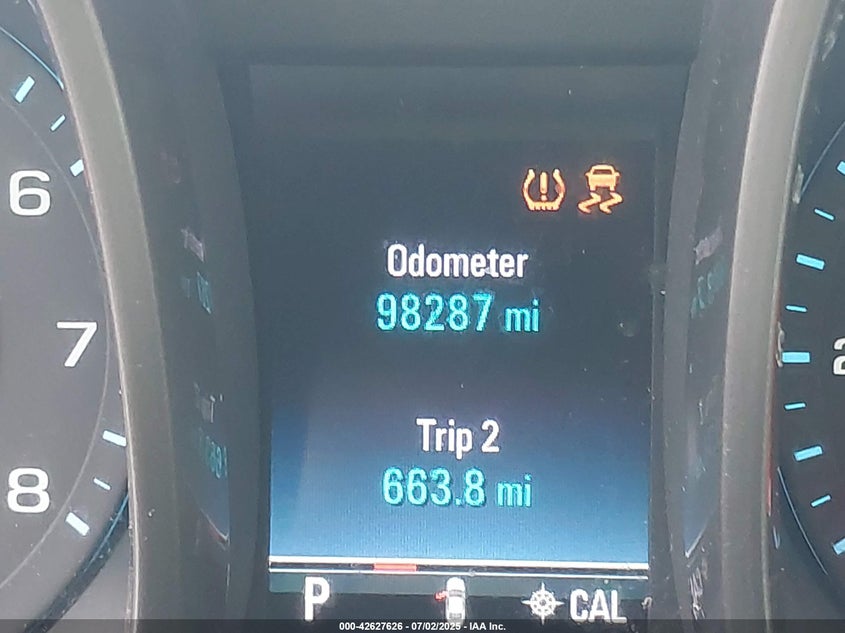 6
7
8
Odometer
98287 mi
Trip 2
663.8 mi
P
CAL
2
000-42627626 - 07/02/2025 - IAA Inc.